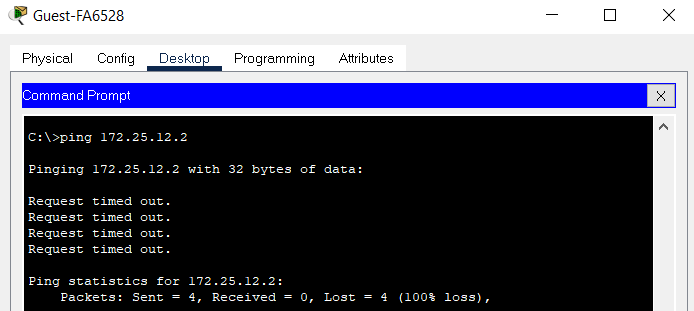 Guest-FA6528
Physical Config Desktop Programming Attributes
Command Prompt
X
C:\>ping 172.25.12.2
Pinging 172.25.12.2 with 32 bytes of data:
Request timed out.
Request timed out.
Request timed out.
Request timed out.
Ping statistics for 172.25.12.2:
Packets: Sent = 4, Received = 0, Lost = 4 (100% loss),